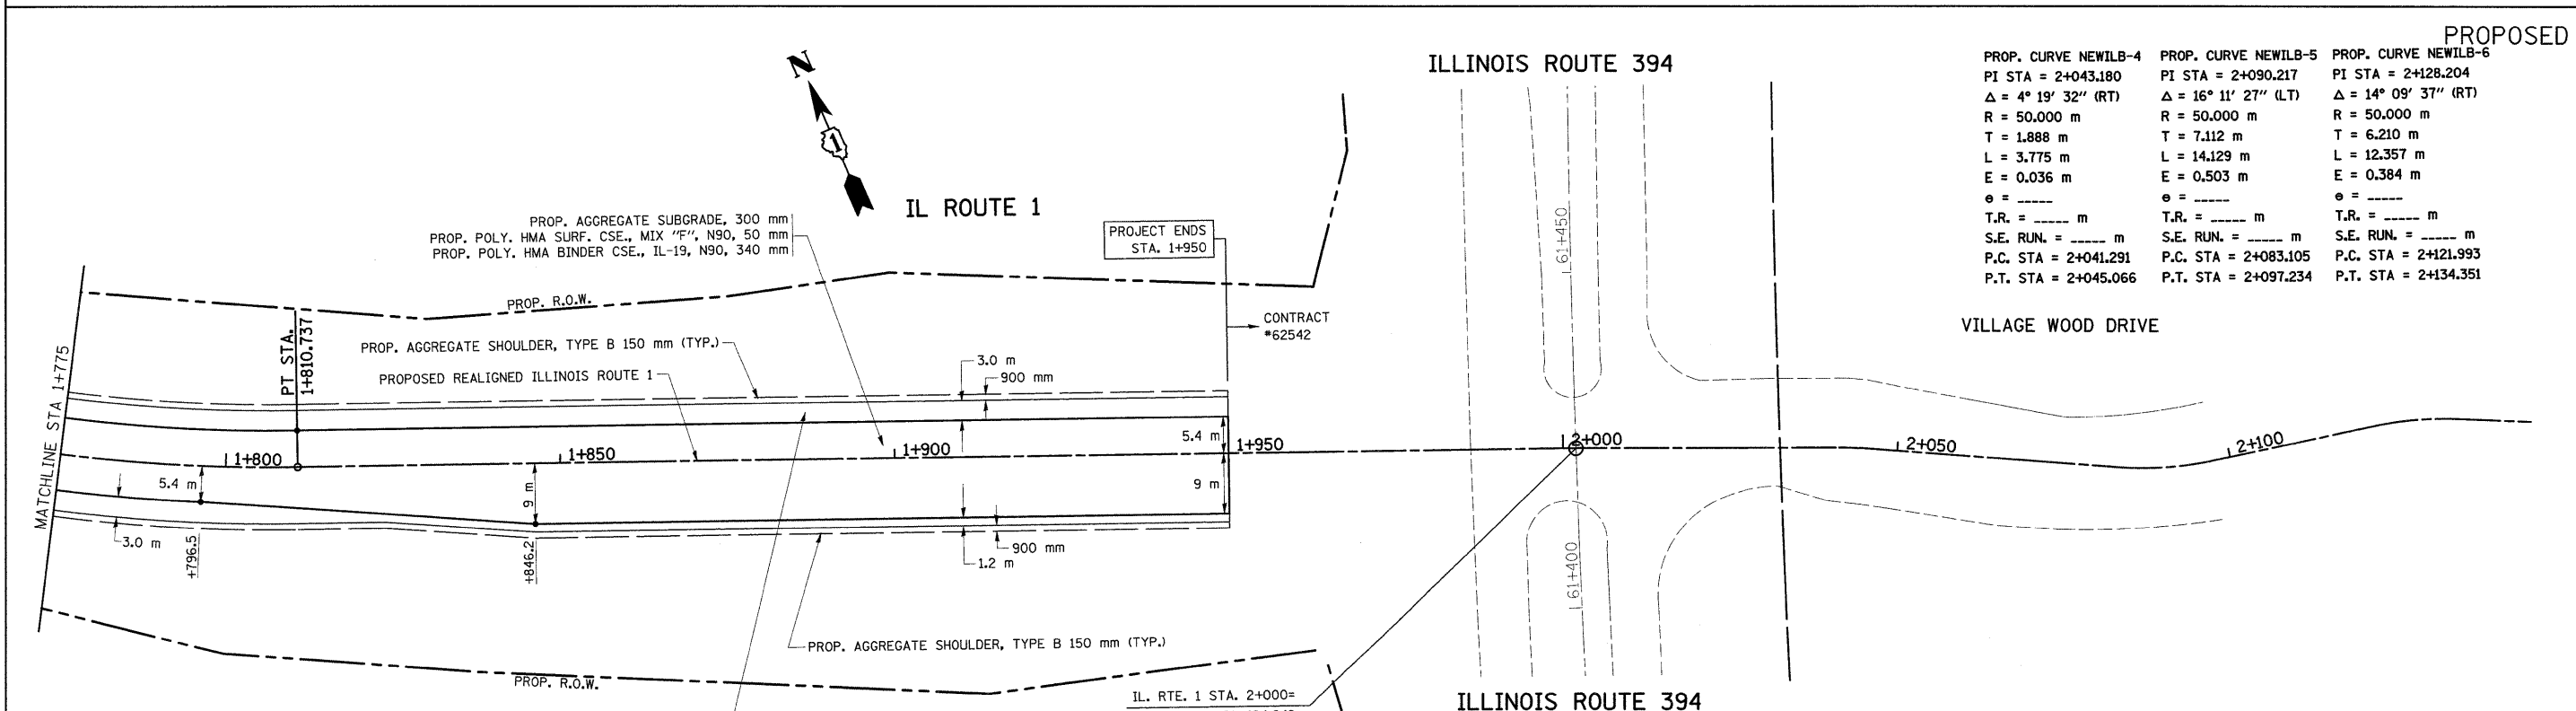 PROPOSED
ILLINOIS ROUTE 394
PROP. CURVE NEWILB-4
PI STA = 2+043.180
Δ = 4° 19' 32" (RT)
R = 50.000 m
T = 1.888 m
L = 3.775 m
E = 0.036 m
e = _____
T.R. = _____ m
S.E. RUN. = _____ m
P.C. STA = 2+041.291
P.T. STA = 2+045.066
PROP. CURVE NEWILB-5
PI STA = 2+090.217
Δ = 16° 11' 27" (LT)
R = 50.000 m
T = 7.112 m
L = 14.129 m
E = 0.503 m
e = _____
T.R. = _____ m
S.E. RUN. = _____ m
P.C. STA = 2+083.105
P.T. STA = 2+097.234
PROP. CURVE NEWILB-6
PI STA = 2+128.204
Δ = 14° 09' 37" (RT)
R = 50.000 m
T = 6.210 m
L = 12.357 m
E = 0.384 m
e = _____
T.R. = _____ m
S.E. RUN. = _____ m
P.C. STA = 2+121.993
P.T. STA = 2+134.351
N
1
IL ROUTE 1
PROP. AGGREGATE SUBGRADE, 300 mm
PROP. POLY. HMA SURF. CSE., MIX "F", N90, 50 mm
PROP. POLY. HMA BINDER CSE., IL-19, N90, 340 mm
PROJECT ENDS
STA. 1+950
61+450
PROP. R.O.W.
CONTRACT
#62542
VILLAGE WOOD DRIVE
PT STA.
1+810.737
PROP. AGGREGATE SHOULDER, TYPE B 150 mm (TYP.)
3.0 m
900 mm
PROPOSED REALIGNED ILLINOIS ROUTE 1
MATCHLINE STA 1+775
1+800
1+850
1+900
5.4 m
1+950
2+000
2+050
2+100
5.4 m
9 m
9 m
3.0 m
+796.5
+846.2
900 mm
1.2 m
61+400
PROP. AGGREGATE SHOULDER, TYPE B 150 mm (TYP.)
PROP. R.O.W.
IL. RTE. 1 STA. 2+000=
ILLINOIS ROUTE 394